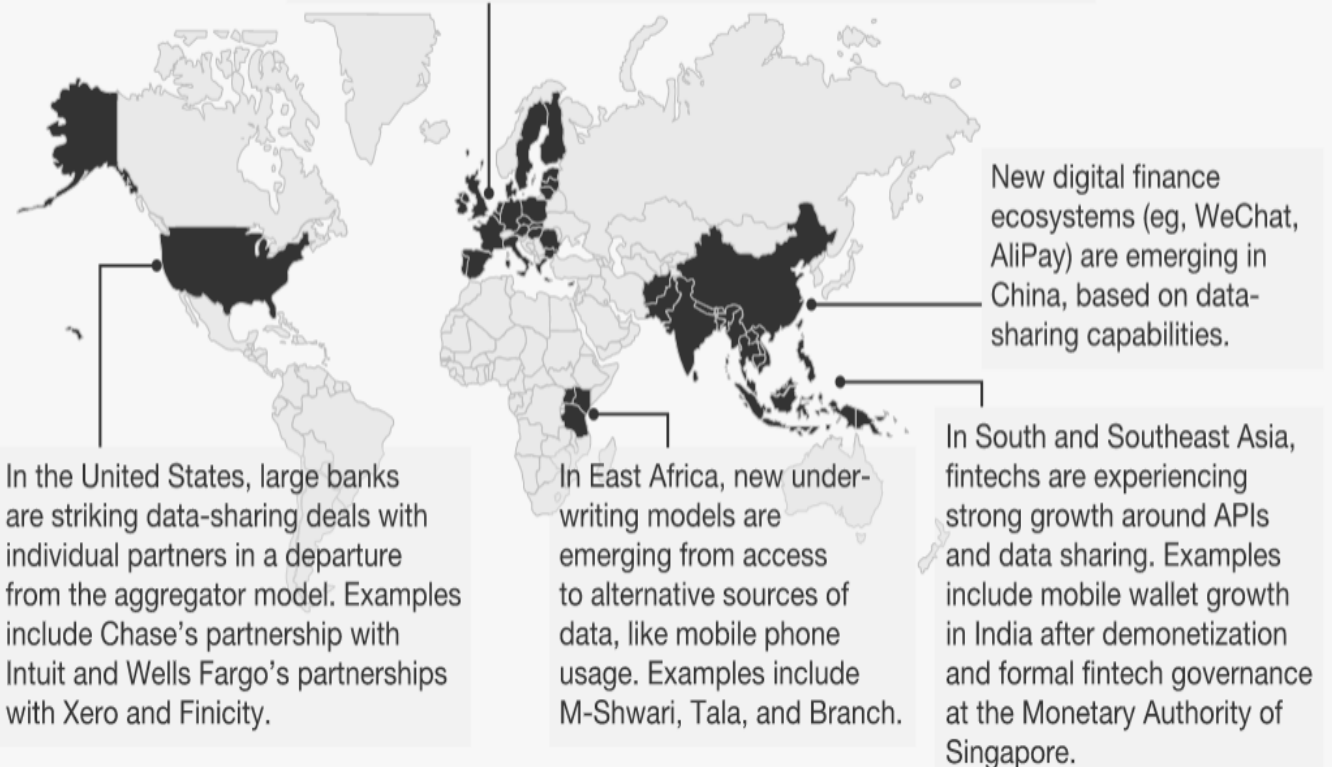 New digital finance
ecosystems (eg, WeChat,
AliPay) are emerging in
China, based on data-
sharing capabilities.
In the United States, large banks
are striking data-sharing deals with
individual partners in a departure
from the aggregator model. Examples
include Chase's partnership with
Intuit and Wells Fargo's partnerships
with Xero and Finicity.
In East Africa, new under-
writing models are
emerging from access
to alternative sources of
data, like mobile phone
usage. Examples include
M-Shwari, Tala, and Branch.
In South and Southeast Asia,
fintechs are experiencing
strong growth around APIs
and data sharing. Examples
include mobile wallet growth
in India after demonetization
and formal fintech governance
at the Monetary Authority of
Singapore.